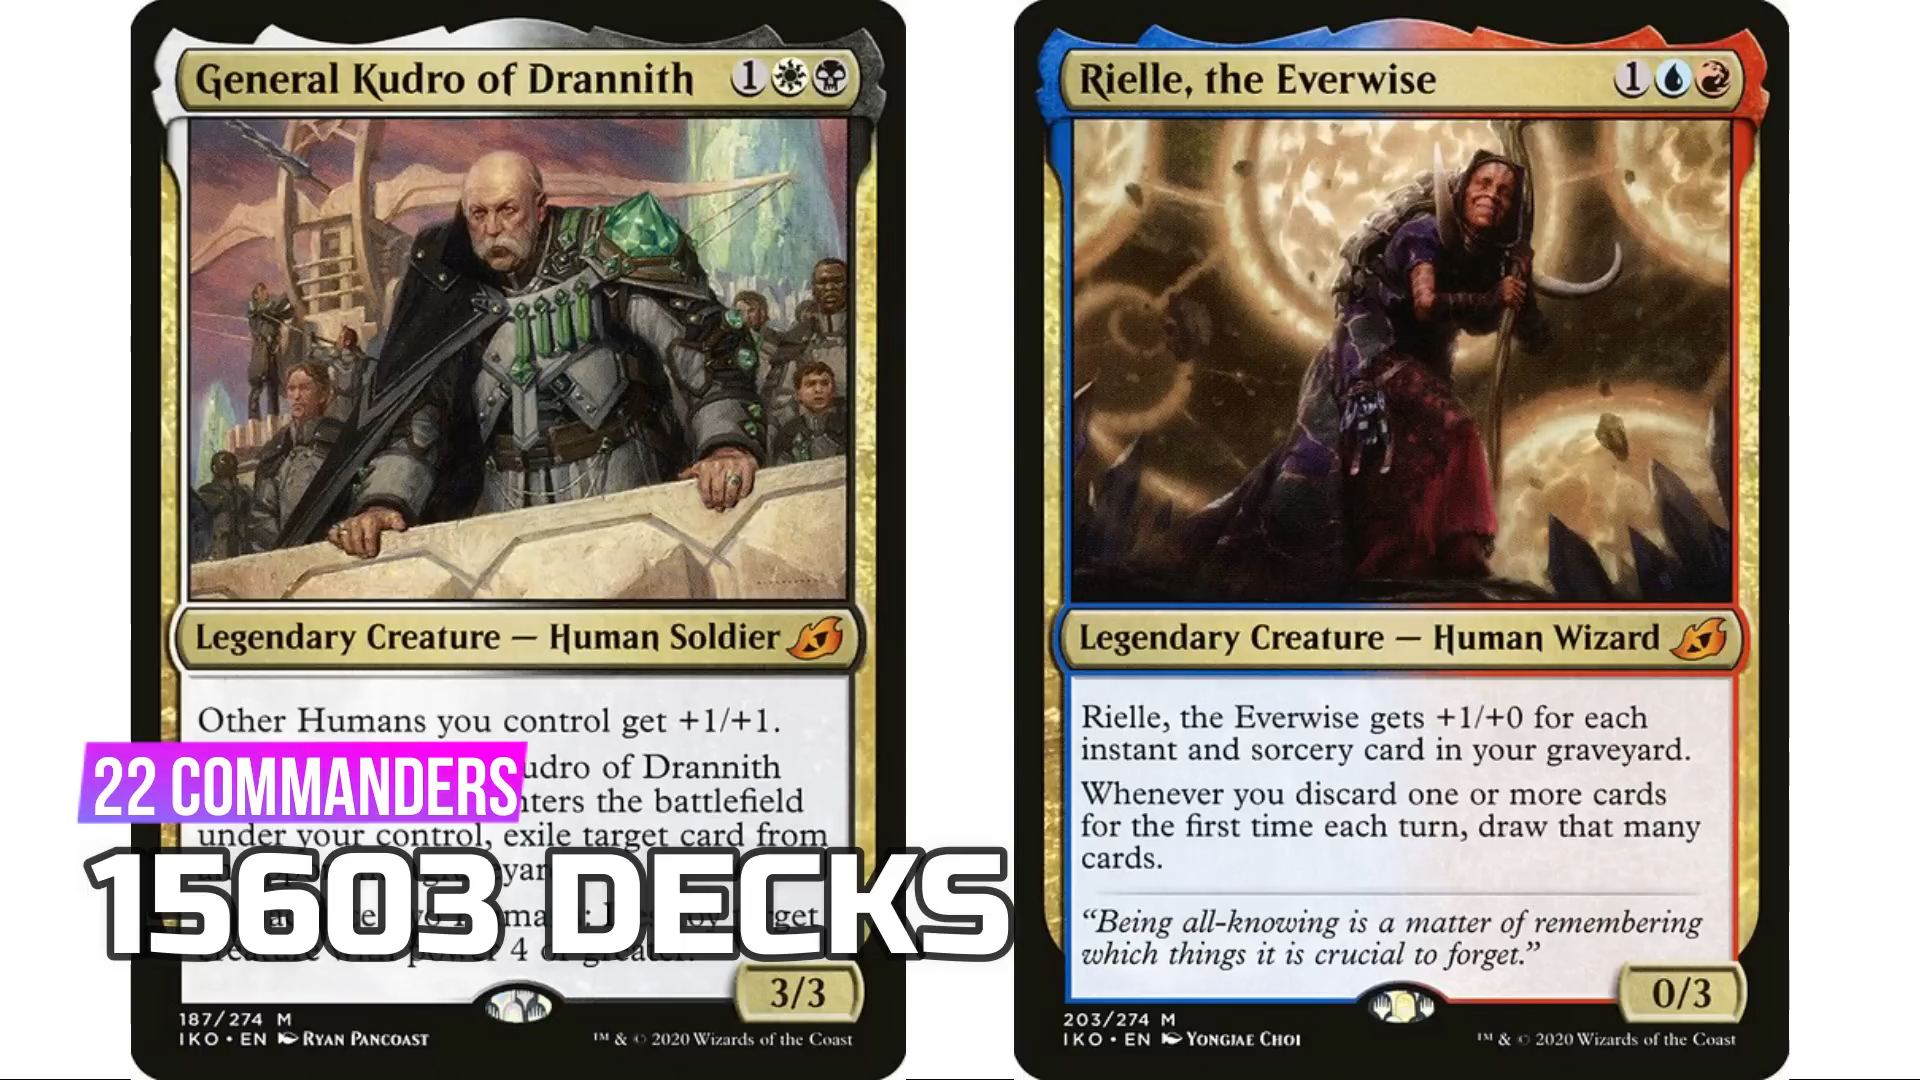 General Kudro of Drannith 1
Legendary Creature — Human Soldier
Other Humans you control get +1/+1.
udro of Drannith
nters the battlefield
under your control, exile target card from
22 COMMANDERS
15603 DECKS
3/3
187/274 M
IKO • EN RYAN PANCOAST
™ & © 2020 Wizards of the Coast
Rielle, the Everwise 1
Legendary Creature — Human Wizard
Rielle, the Everwise gets +1/+0 for each
instant and sorcery card in your graveyard.
Whenever you discard one or more cards
for the first time each turn, draw that many
cards.
“Being all-knowing is a matter of remembering
which things it is crucial to forget.”
0/3
203/274 M
IKO • EN YONGJAE CHOI
™ & © 2020 Wizards of the Coast